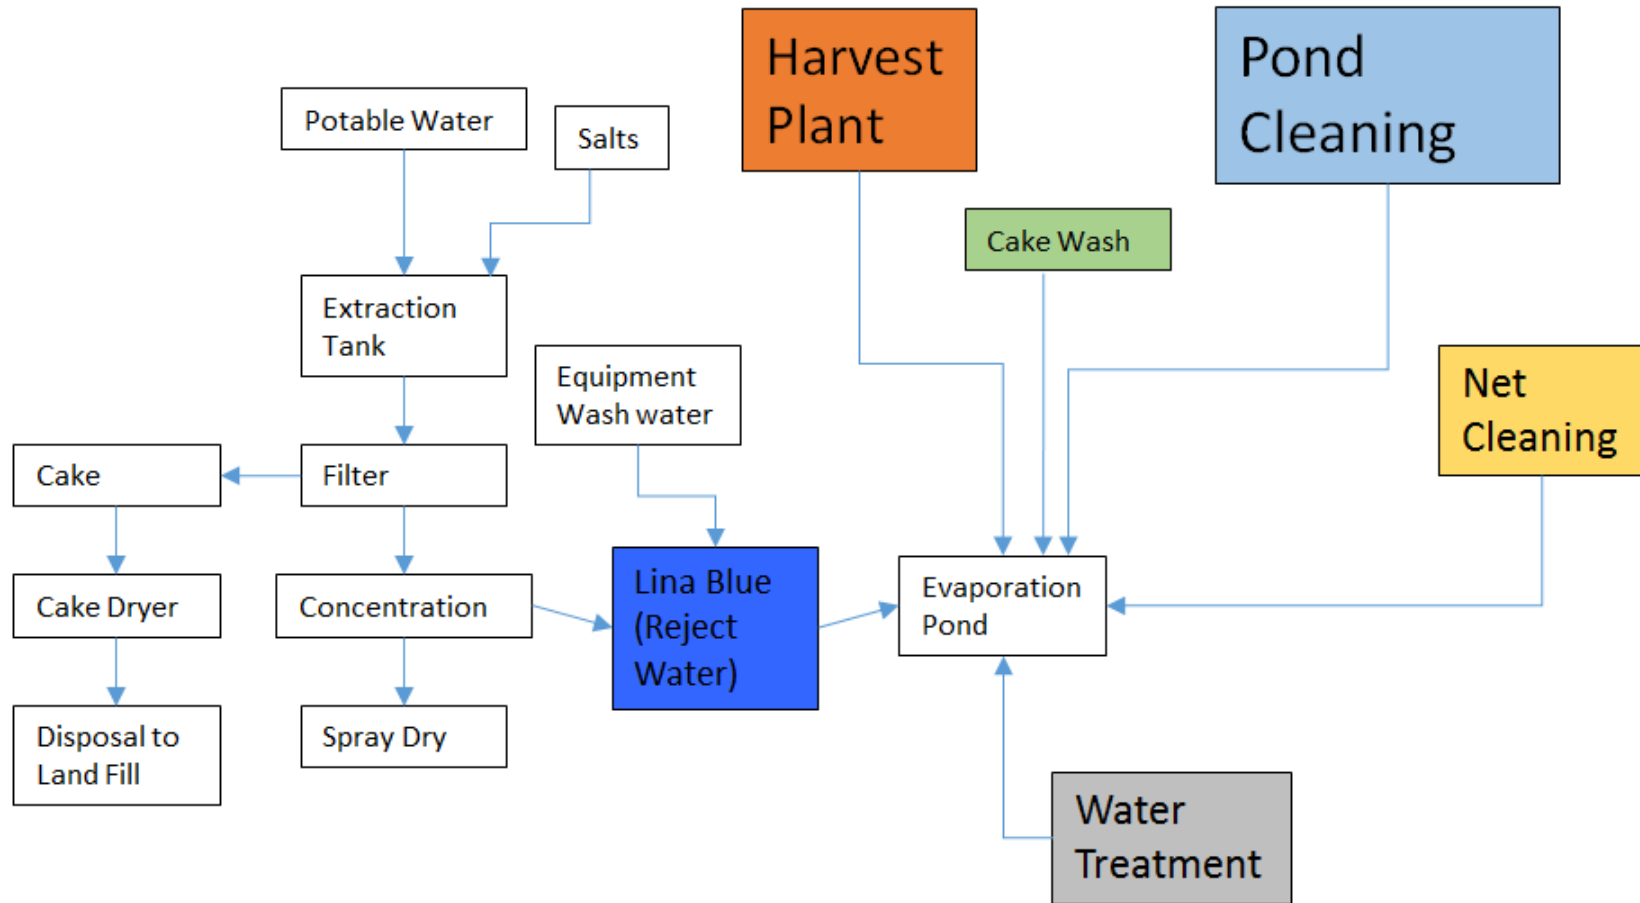 Harvest
Plant
Pond
Cleaning
Potable Water
Salts
Cake Wash
Extraction
Tank
Equipment
Wash water
Net
Cleaning
Cake
Filter
Lina Blue
(Reject
Water)
Evaporation
Pond
Cake Dryer
Concentration
Disposal to
Land Fill
Spray Dry
Water
Treatment